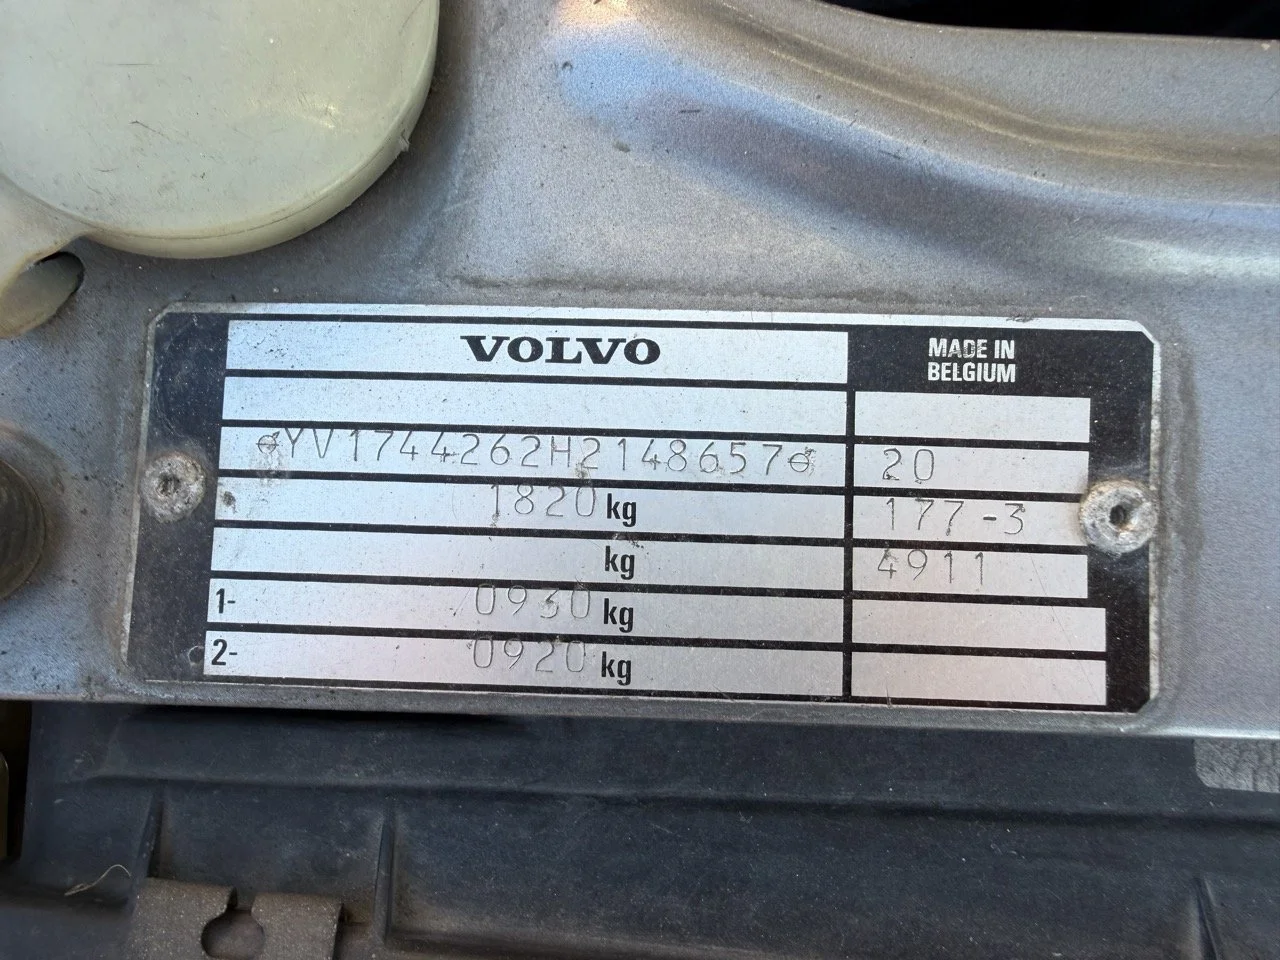 VOLVO
MADE IN
BELGIUM
YV1744262H2148657
20
1820 kg
177-3
kg
4911
1- 0930 kg
2- 0920 kg